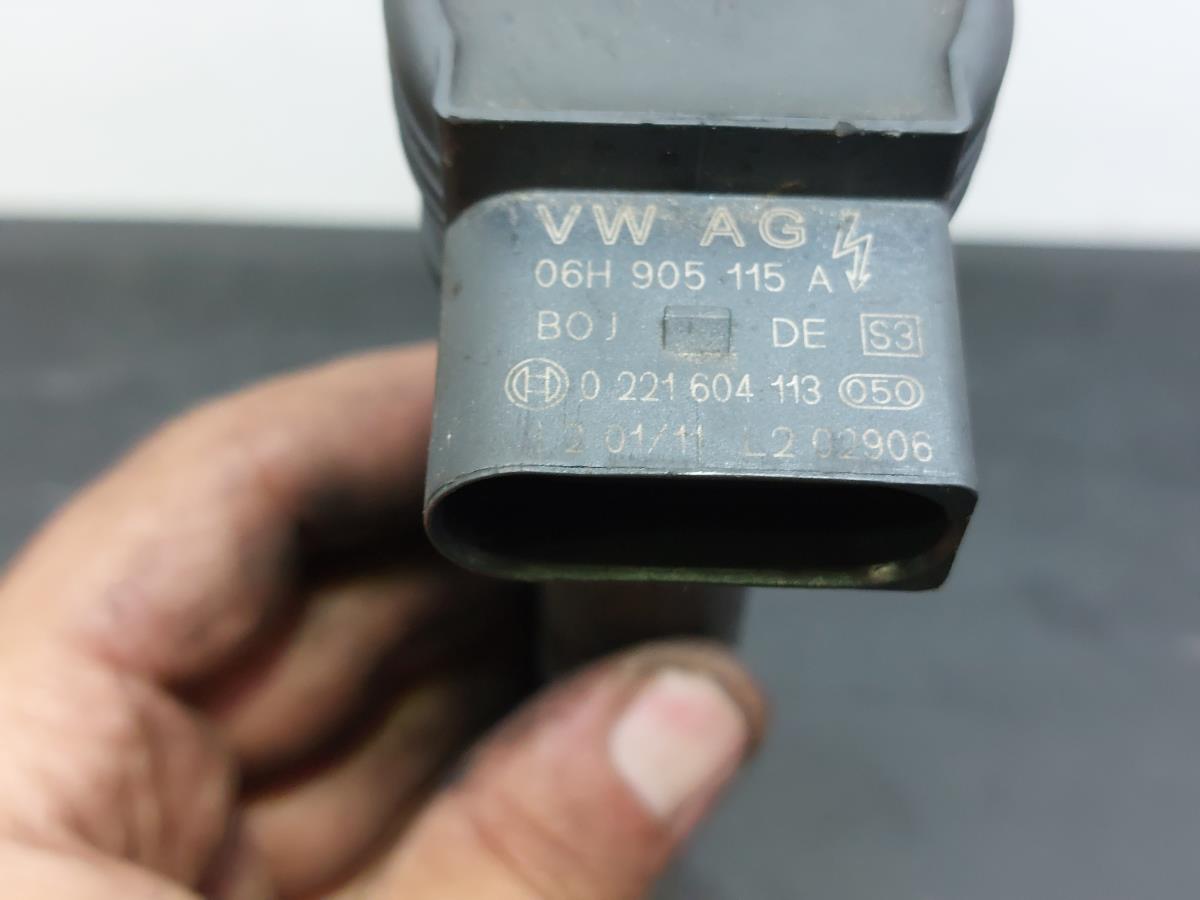 VW AG
06H 905 115 A
BOJ DE S3
0 221 604 113 050
2 01/11 L2 02906